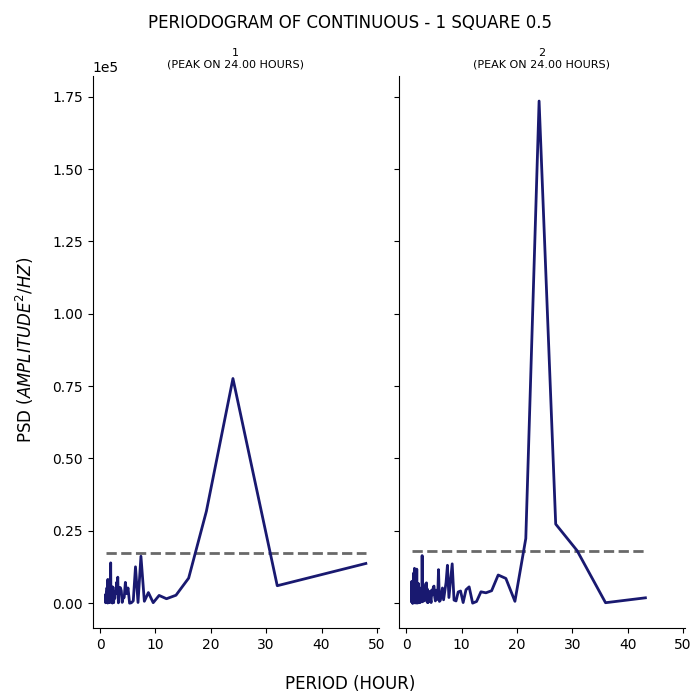 PERIODOGRAM OF CONTINUOUS - 1 SQUARE 0.5
1
(PEAK ON 24.00 HOURS)
2
(PEAK ON 24.00 HOURS)
1e5
1.75
1.50
1.25
1.00
0.75
0.50
0.25
0.00
PSD (AMPLITUDE²/HZ)
0 10 20 30 40 50
0 10 20 30 40 50
PERIOD (HOUR)